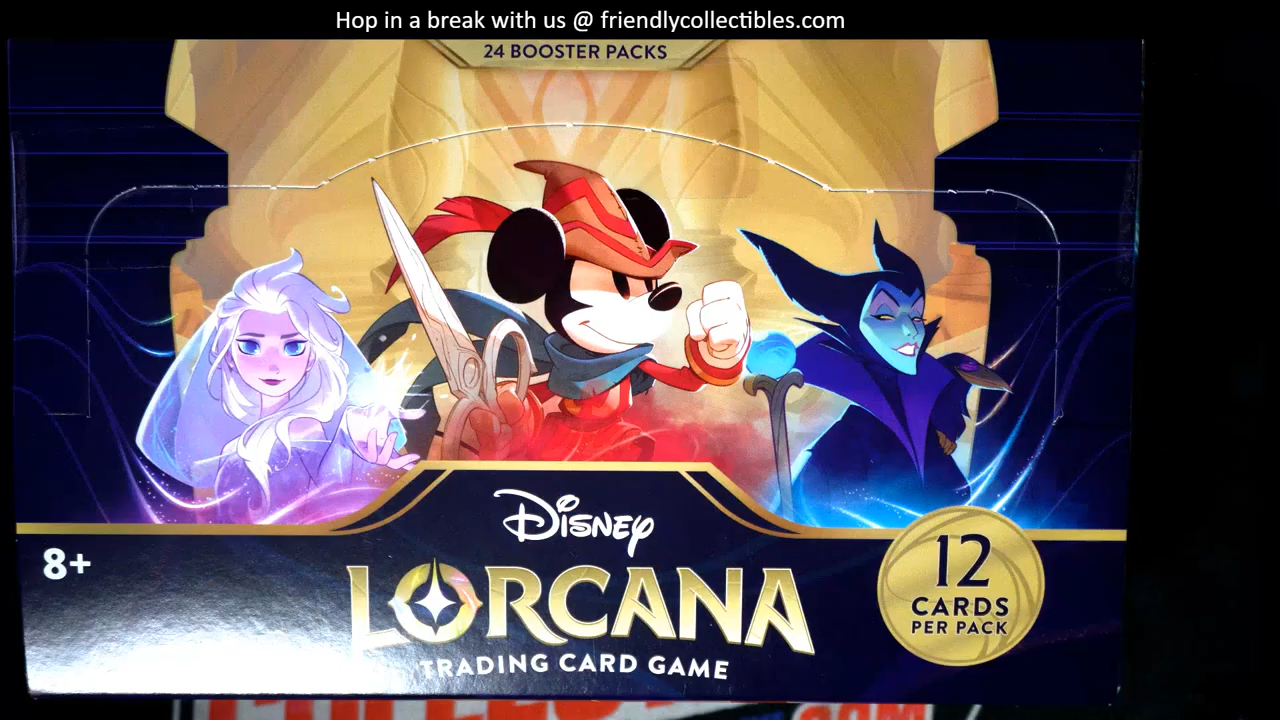 Hop in a break with us @ friendlycollectibles.com
24 BOOSTER PACKS
Disney
LORCANA
TRADING CARD GAME
8+
12
CARDS
PER PACK
.COM